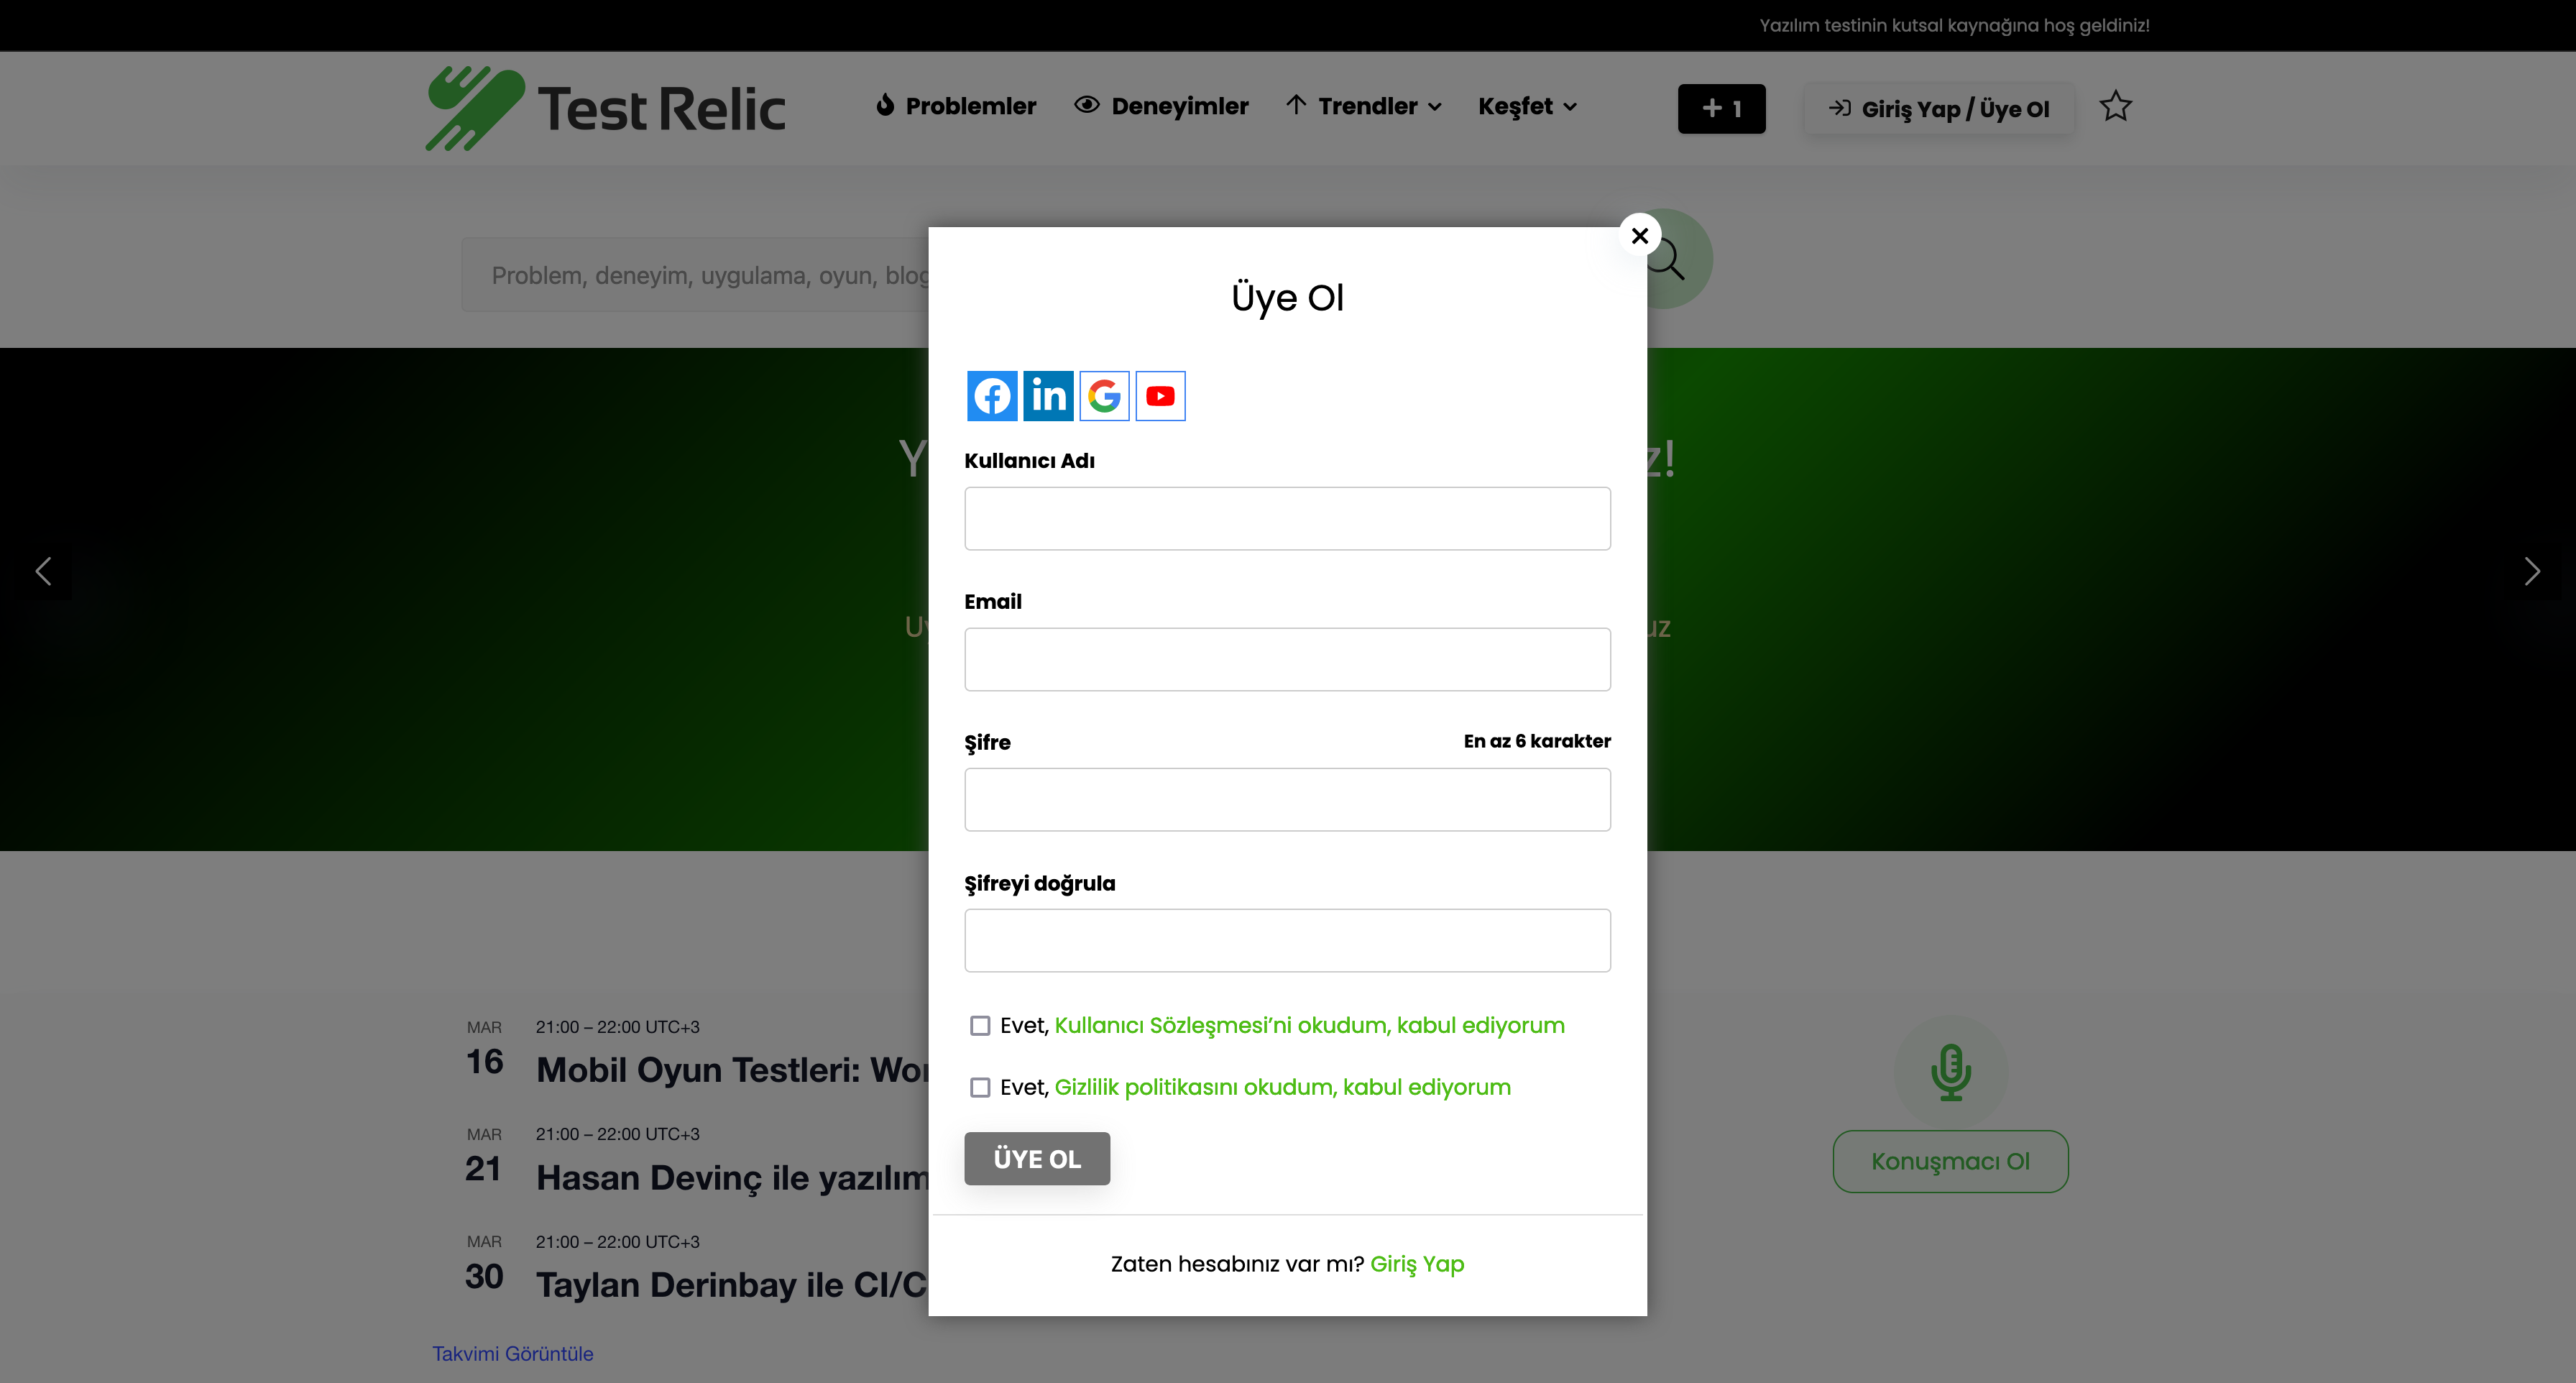 Yazılım testinin kutsal kaynağına hoş geldiniz!
Test Relic
Problemler
Deneyimler
Trendler
Keşfet
+ 1
Giriş Yap / Üye Ol
Problem, deneyim, uygulama, oyun, blog
Üye Ol
Kullanıcı Adı
Email
Şifre
En az 6 karakter
Şifreyi doğrula
Evet, Kullanıcı Sözleşmesi’ni okudum, kabul ediyorum
Evet, Gizlilik politikasını okudum, kabul ediyorum
ÜYE OL
Zaten hesabınız var mı? Giriş Yap
MAR
16
21:00 – 22:00 UTC+3
Mobil Oyun Testleri:
MAR
21
21:00 – 22:00 UTC+3
Hasan Devinç ile yazılım
MAR
30
21:00 – 22:00 UTC+3
Taylan Derinbay ile CI/C
Takvimi Görüntüle
Konuşmacı Ol